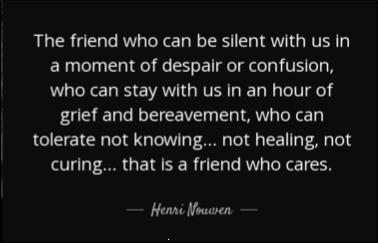 The friend who can be silent with us in
a moment of despair or confusion,
who can stay with us in an hour of
grief and bereavement, who can
tolerate not knowing... not healing, not
curing... that is a friend who cares.
— Henri Nouwen —